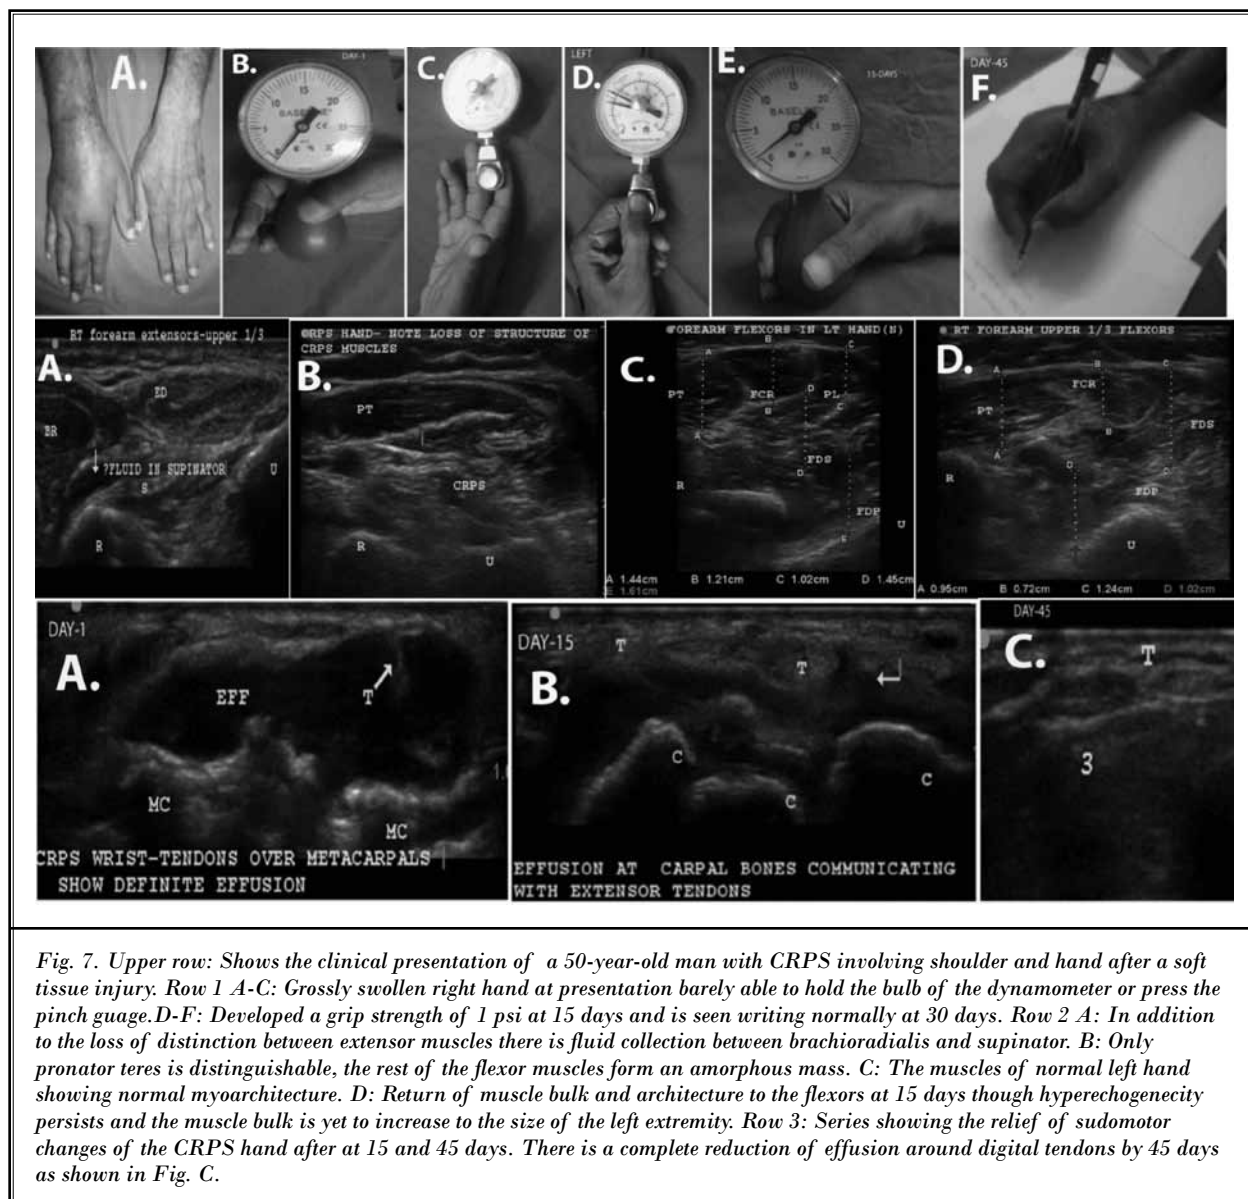 A.
B.
DAY-1
BASELINE
CE
C.
LEFT
D.
E.
15-DAYS
BASELINE
CE
DAY-45
F.
RT forearm extensors-upper 1/3
A.
ED
BR
?FLUID IN SUPINATOR
S
U
R
CRPS HAND- NOTE LOSS OF STRUCTURE OF
CRPS MUSCLES
B.
PT
CRPS
R
U
FOREARM FLEXORS IN LT HAND(N)
C.
A B C
PT FCR D PL
B C
A
FDS
D
R
FDP
U
E
A 1.44cm B 1.21cm C 1.02cm D 1.45cm
E 1.61cm
RT FOREARM UPPER 1/3 FLEXORS
D.
A B C
FCR
PT
FDS
B
A
D C
R
FDP
U
A 0.95cm B 0.72cm C 1.24cm D 1.02cm
DAY-1
A.
EFF
T
MC
MC
CRPS WRIST-TENDONS OVER METACARPALS
SHOW DEFINITE EFFUSION
DAY-15
T
T
B.
C
C
C
EFFUSION AT CARPAL BONES COMMUNICATING
WITH EXTENSOR TENDONS
DAY-45
C.
T
3
Fig. 7. Upper row: Shows the clinical presentation of a 50-year-old man with CRPS involving shoulder and hand after a soft
tissue injury. Row 1 A-C: Grossly swollen right hand at presentation barely able to hold the bulb of the dynamometer or press the
pinch guage.D-F: Developed a grip strength of 1 psi at 15 days and is seen writing normally at 30 days. Row 2 A: In addition
to the loss of distinction between extensor muscles there is fluid collection between brachioradialis and supinator. B: Only
pronator teres is distinguishable, the rest of the flexor muscles form an amorphous mass. C: The muscles of normal left hand
showing normal myoarchitecture. D: Return of muscle bulk and architecture to the flexors at 15 days though hyperechogenecity
persists and the muscle bulk is yet to increase to the size of the left extremity. Row 3: Series showing the relief of sudomotor
changes of the CRPS hand after at 15 and 45 days. There is a complete reduction of effusion around digital tendons by 45 days
as shown in Fig. C.